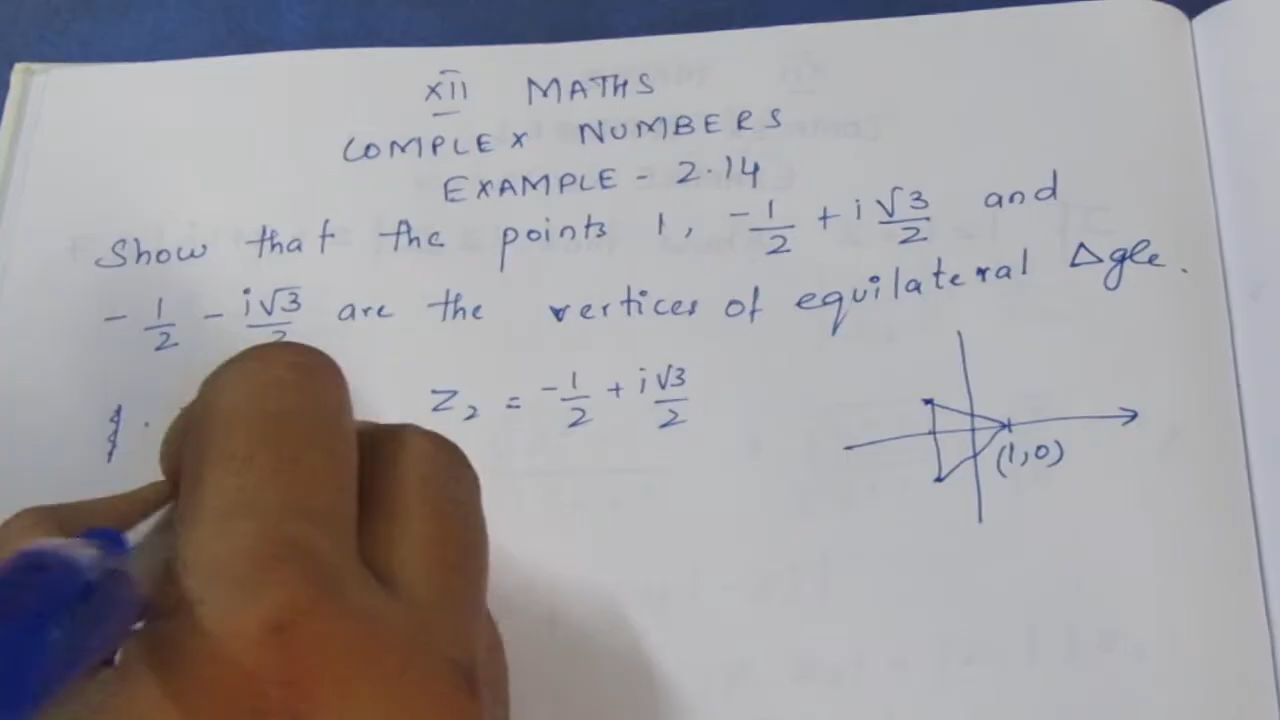 XII MATHS
COMPLEX NUMBERS
EXAMPLE - 2.14
Show that the points 1, -1/2 + i√3/2 and
-1/2 - i√3/2 are the vertices of equilateral Δgle.
Z₂ = -1/2 + i√3/2
(1,0)